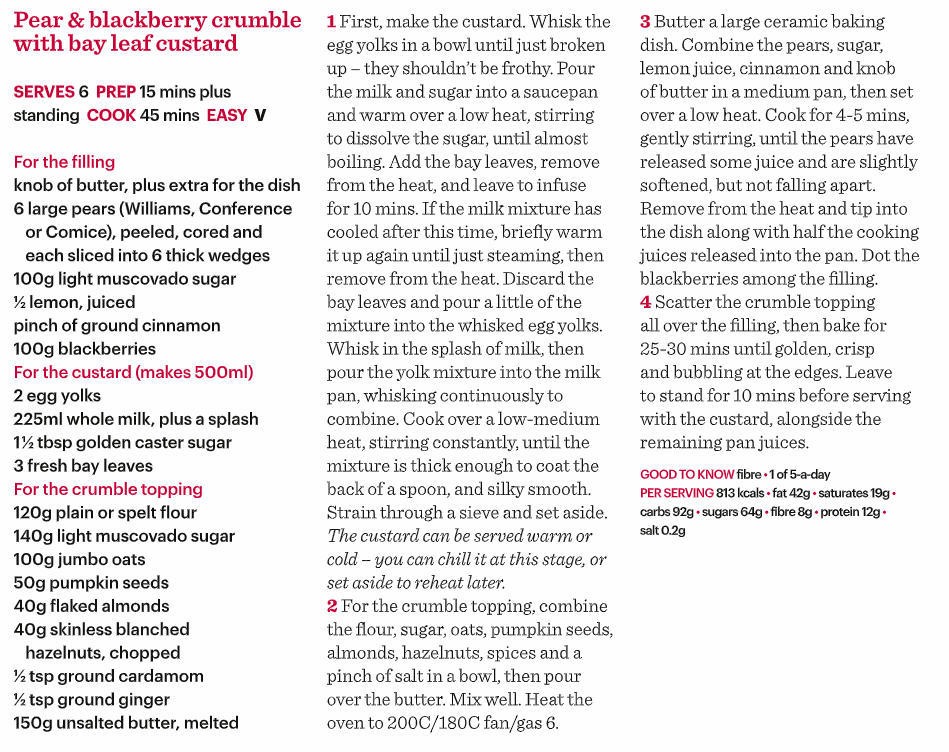 Pear & blackberry crumble
with bay leaf custard
SERVES 6 PREP 15 mins plus
standing COOK 45 mins EASY V
For the filling
knob of butter, plus extra for the dish
6 large pears (Williams, Conference
or Comice), peeled, cored and
each sliced into 6 thick wedges
100g light muscovado sugar
½ lemon, juiced
pinch of ground cinnamon
100g blackberries
For the custard (makes 500ml)
2 egg yolks
225ml whole milk, plus a splash
1½ tbsp golden caster sugar
3 fresh bay leaves
For the crumble topping
120g plain or spelt flour
140g light muscovado sugar
100g jumbo oats
50g pumpkin seeds
40g flaked almonds
40g skinless blanched
hazelnuts, chopped
½ tsp ground cardamom
½ tsp ground ginger
150g unsalted butter, melted
1 First, make the custard. Whisk the
egg yolks in a bowl until just broken
up – they shouldn't be frothy. Pour
the milk and sugar into a saucepan
and warm over a low heat, stirring
to dissolve the sugar, until almost
boiling. Add the bay leaves, remove
from the heat, and leave to infuse
for 10 mins. If the milk mixture has
cooled after this time, briefly warm
it up again until just steaming, then
remove from the heat. Discard the
bay leaves and pour a little of the
mixture into the whisked egg yolks.
Whisk in the splash of milk, then
pour the yolk mixture into the milk
pan, whisking continuously to
combine. Cook over a low-medium
heat, stirring constantly, until the
mixture is thick enough to coat the
back of a spoon, and silky smooth.
Strain through a sieve and set aside.
The custard can be served warm or
cold – you can chill it at this stage, or
set aside to reheat later.
2 For the crumble topping, combine
the flour, sugar, oats, pumpkin seeds,
almonds, hazelnuts, spices and a
pinch of salt in a bowl, then pour
over the butter. Mix well. Heat the
oven to 200C/180C fan/gas 6.
3 Butter a large ceramic baking
dish. Combine the pears, sugar,
lemon juice, cinnamon and knob
of butter in a medium pan, then set
over a low heat. Cook for 4-5 mins,
gently stirring, until the pears have
released some juice and are slightly
softened, but not falling apart.
Remove from the heat and tip into
the dish along with half the cooking
juices released into the pan. Dot the
blackberries among the filling.
4 Scatter the crumble topping
all over the filling, then bake for
25-30 mins until golden, crisp
and bubbling at the edges. Leave
to stand for 10 mins before serving
with the custard, alongside the
remaining pan juices.
GOOD TO KNOW fibre • 1 of 5-a-day
PER SERVING 813 kcals • fat 42g • saturates 19g •
carbs 92g • sugars 64g • fibre 8g • protein 12g •
salt 0.2g